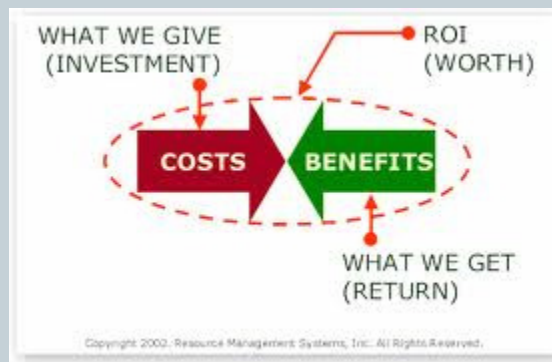 WHAT WE GIVE
(INVESTMENT)
ROI
(WORTH)
COSTS
BENEFITS
WHAT WE GET
(RETURN)
Copyright 2002. Resource Management Systems, Inc. All Rights Reserved.